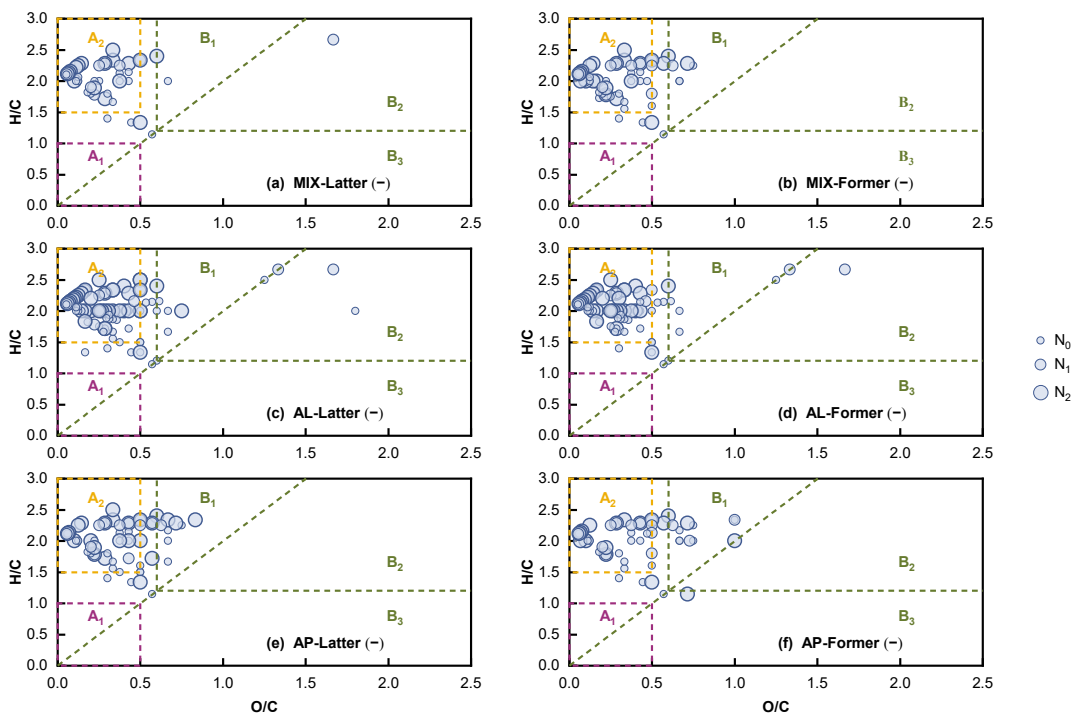 3.0
2.5
2.0
1.5
1.0
0.5
0.0
H/C
A₂
B₁
B₂
A₁
B₃
(a) MIX-Latter (−)
0.0 0.5 1.0 1.5 2.0 2.5
3.0
2.5
2.0
1.5
1.0
0.5
0.0
H/C
A₂
B₁
B₂
A₁
B₃
(b) MIX-Former (−)
0.0 0.5 1.0 1.5 2.0 2.5
3.0
2.5
2.0
1.5
1.0
0.5
0.0
H/C
A₂
B₁
B₂
A₁
B₃
(c) AL-Latter (−)
0.0 0.5 1.0 1.5 2.0 2.5
3.0
2.5
2.0
1.5
1.0
0.5
0.0
H/C
A₂
B₁
B₂
A₁
B₃
(d) AL-Former (−)
0.0 0.5 1.0 1.5 2.0 2.5
N₀
N₁
N₂
3.0
2.5
2.0
1.5
1.0
0.5
0.0
H/C
A₂
B₁
B₂
A₁
B₃
(e) AP-Latter (−)
0.0 0.5 1.0 1.5 2.0 2.5
O/C
3.0
2.5
2.0
1.5
1.0
0.5
0.0
H/C
A₂
B₁
B₂
A₁
B₃
(f) AP-Former (−)
0.0 0.5 1.0 1.5 2.0 2.5
O/C